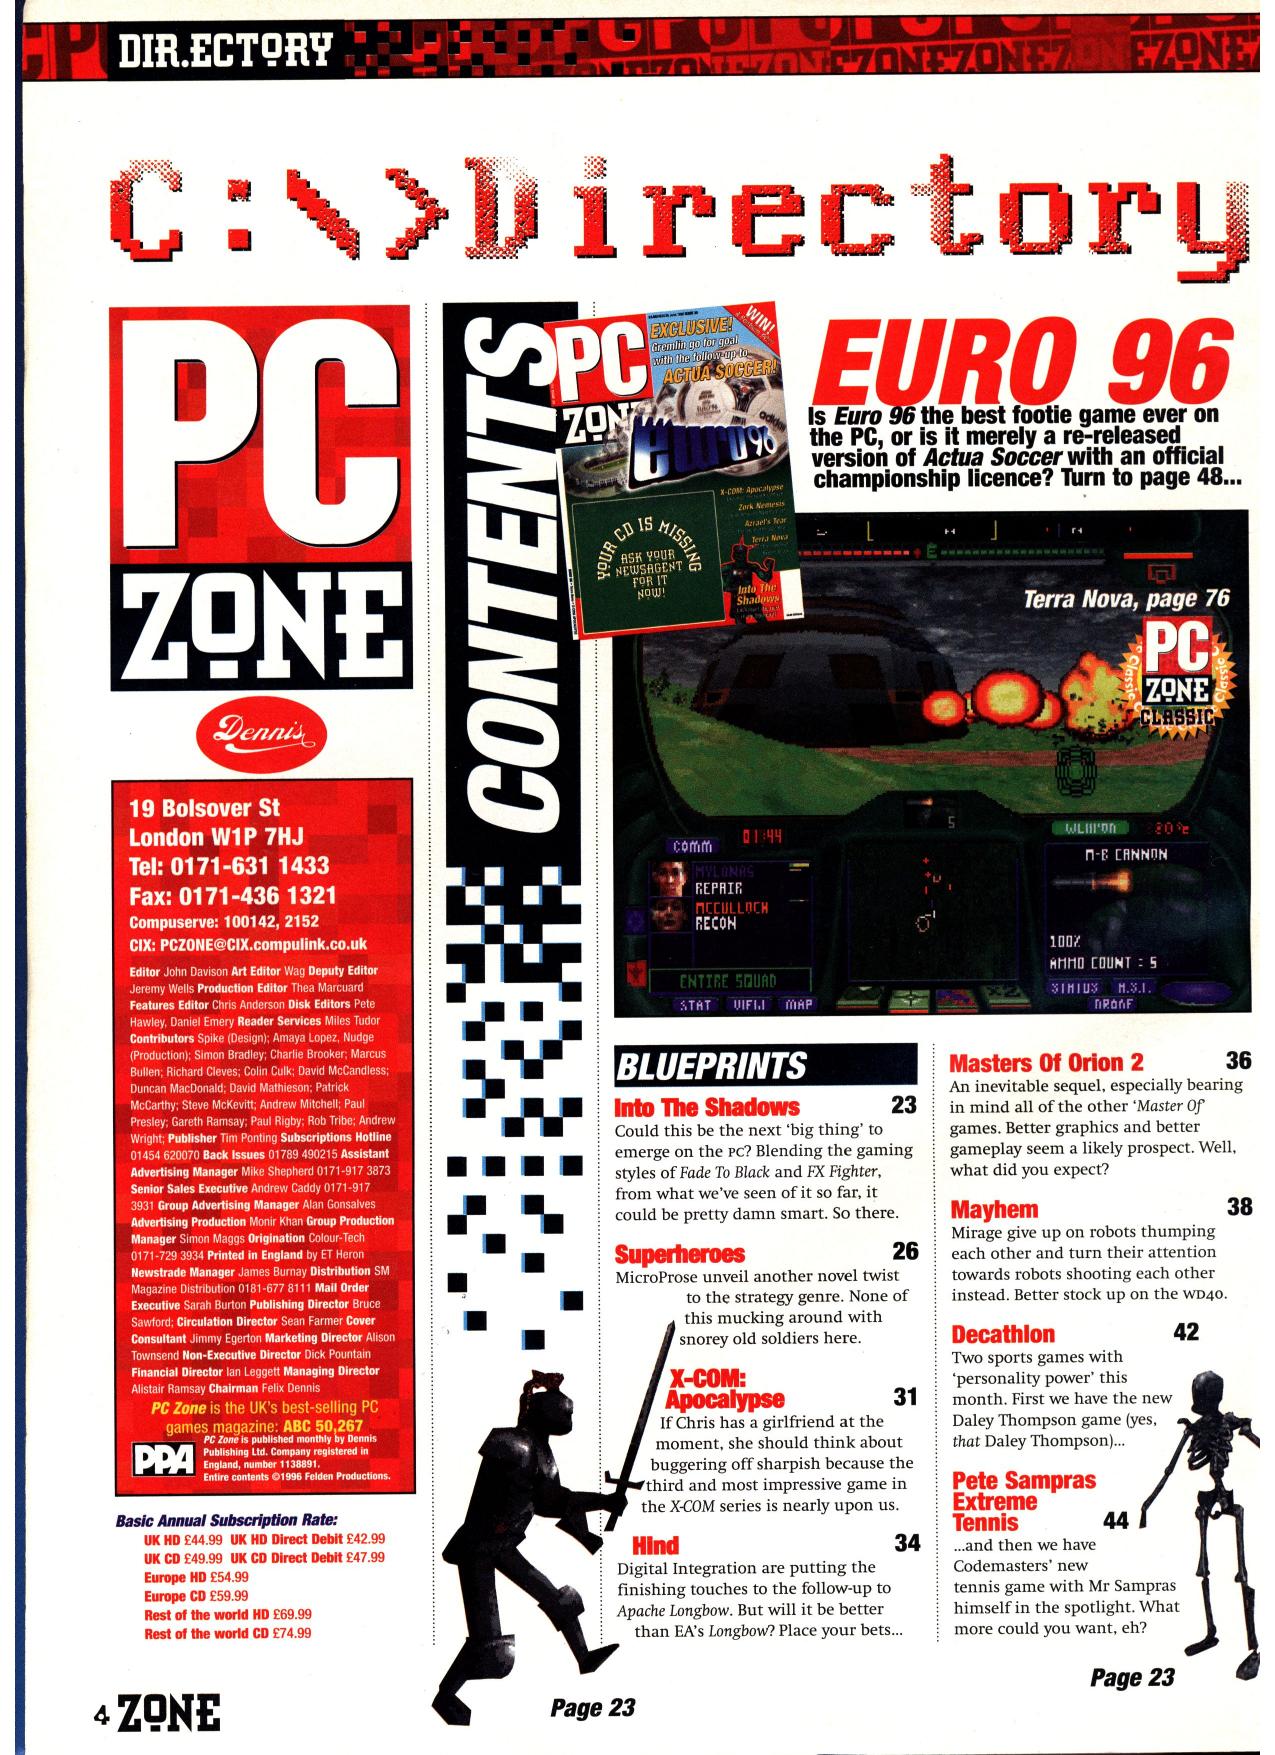 DIR.ECTORY
C:\>Directory
PC
ZONE
Dennis
19 Bolsover St
London W1P 7HJ
Tel: 0171-631 1433
Fax: 0171-436 1321
Compuserve: 100142, 2152
CIX: PCZONE@CIX.compulink.co.uk
Editor John Davison Art Editor Wag Deputy Editor
Jeremy Wells Production Editor Thea Marcuard
Features Editor Chris Anderson Disk Editors Pete
Hawley, Daniel Emery Reader Services Miles Tudor
Contributors Spike (Design); Amaya Lopez, Nudge
(Production); Simon Bradley; Charlie Brooker; Marcus
Bullen; Richard Cleves; Colin Culk; David McCandless;
Duncan MacDonald; David Mathieson; Patrick
McCarthy; Steve McKevitt; Andrew Mitchell; Paul
Presley; Gareth Ramsay; Paul Rigby; Rob Tribe; Andrew
Wright; Publisher Tim Ponting Subscriptions Hotline
01454 620070 Back Issues 01789 490215 Assistant
Advertising Manager Mike Shepherd 0171-917 3873
Senior Sales Executive Andrew Caddy 0171-917
3931 Group Advertising Manager Alan Gonsalves
Advertising Production Monir Khan Group Production
Manager Simon Maggs Origination Colour-Tech
0171-729 3934 Printed in England by ET Heron
Newstrade Manager James Burnay Distribution SM
Magazine Distribution 0181-677 8111 Mail Order
Executive Sarah Burton Publishing Director Bruce
Sawford; Circulation Director Sean Farmer Cover
Consultant Jimmy Egerton Marketing Director Alison
Townsend Non-Executive Director Dick Pountain
Financial Director Ian Leggett Managing Director
Alistair Ramsay Chairman Felix Dennis
PC Zone is the UK's best-selling PC
games magazine: ABC 50,267
PPA
PC Zone is published monthly by Dennis
Publishing Ltd. Company registered in
England, number 1138891.
Entire contents ©1996 Felden Productions.
Basic Annual Subscription Rate:
UK HD £44.99 UK HD Direct Debit £42.99
UK CD £49.99 UK CD Direct Debit £47.99
Europe HD £54.99
Europe CD £59.99
Rest of the world HD £69.99
Rest of the world CD £74.99
4 ZONE
CONTENTS
PC
ZONE
EXCLUSIVE!
Gremlin go for goal
with the follow-up to
ACTUA SOCCER!
WIN!
adidas
euro96
X-COM: Apocalypse
Zork Nemesis
Azrael's Tear
Terra Nova
Into The
Shadows
YOUR CD IS MISSING
ASK YOUR
NEWSAGENT
FOR IT
NOW!
EURO 96
Is Euro 96 the best footie game ever on
the PC, or is it merely a re-released
version of Actua Soccer with an official
championship licence? Turn to page 48...
Terra Nova, page 76
PC
ZONE
CLASSIC
Classic
Classic
E
COMM
01:44
MYLONAS
REPAIR
MCCULLOCH
RECON
ENTIRE SQUAD
STAT VIEW MAP
5
WEAPON
M-R CANNON
100%
AMMO COUNT : 5
STATUS M.S.I.
DRONE
BLUEPRINTS
Into The Shadows 23
Could this be the next 'big thing' to
emerge on the PC? Blending the gaming
styles of Fade To Black and FX Fighter,
from what we've seen of it so far, it
could be pretty damn smart. So there.
Superheroes 26
MicroProse unveil another novel twist
to the strategy genre. None of
this mucking around with
snorey old soldiers here.
X-COM:
Apocalypse 31
If Chris has a girlfriend at the
moment, she should think about
buggering off sharpish because the
third and most impressive game in
the X-COM series is nearly upon us.
Hind 34
Digital Integration are putting the
finishing touches to the follow-up to
Apache Longbow. But will it be better
than EA's Longbow? Place your bets...
Page 23
Masters Of Orion 2 36
An inevitable sequel, especially bearing
in mind all of the other 'Master Of'
games. Better graphics and better
gameplay seem a likely prospect. Well,
what did you expect?
Mayhem 38
Mirage give up on robots thumping
each other and turn their attention
towards robots shooting each other
instead. Better stock up on the WD40.
Decathlon 42
Two sports games with
'personality power' this
month. First we have the new
Daley Thompson game (yes,
that Daley Thompson)...
Pete Sampras
Extreme
Tennis 44
...and then we have
Codemasters' new
tennis game with Mr Sampras
himself in the spotlight. What
more could you want, eh?
Page 23